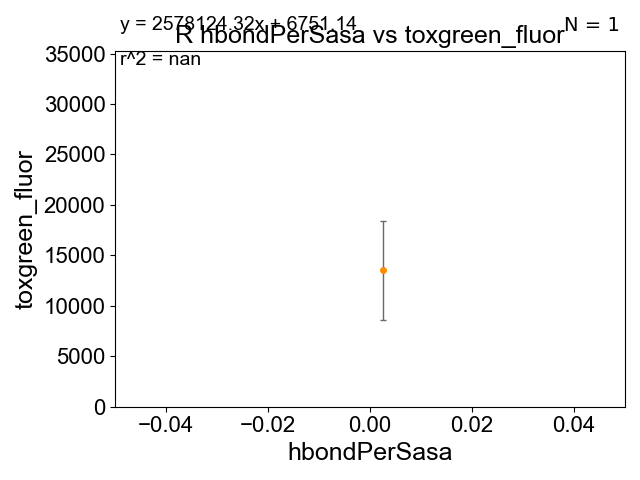 y = 2578124.32x + 6751.14
N = 1
R hbondPerSasa vs toxgreen_fluor
r^2 = nan
35000
30000
25000
20000
15000
10000
5000
0
toxgreen_fluor
−0.04 −0.02 0.00 0.02 0.04
hbondPerSasa